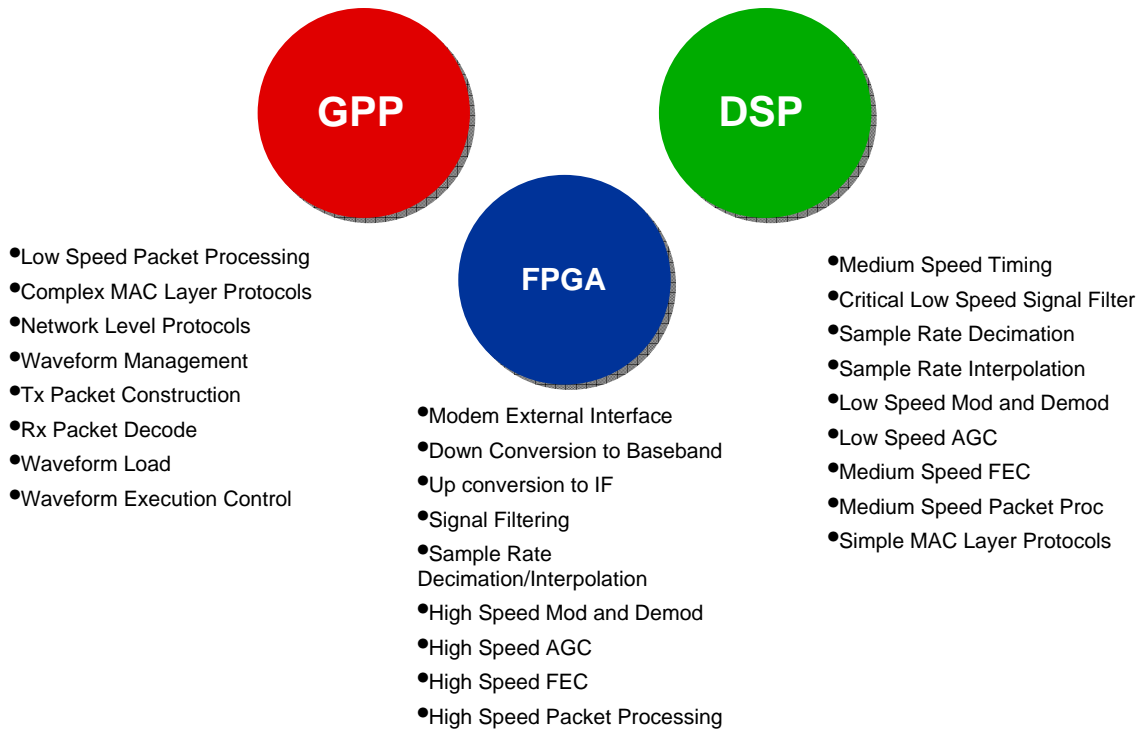 GPP
DSP
FPGA
•Low Speed Packet Processing
•Complex MAC Layer Protocols
•Network Level Protocols
•Waveform Management
•Tx Packet Construction
•Rx Packet Decode
•Waveform Load
•Waveform Execution Control
•Modem External Interface
•Down Conversion to Baseband
•Up conversion to IF
•Signal Filtering
•Sample Rate
Decimation/Interpolation
•High Speed Mod and Demod
•High Speed AGC
•High Speed FEC
•High Speed Packet Processing
•Medium Speed Timing
•Critical Low Speed Signal Filter
•Sample Rate Decimation
•Sample Rate Interpolation
•Low Speed Mod and Demod
•Low Speed AGC
•Medium Speed FEC
•Medium Speed Packet Proc
•Simple MAC Layer Protocols